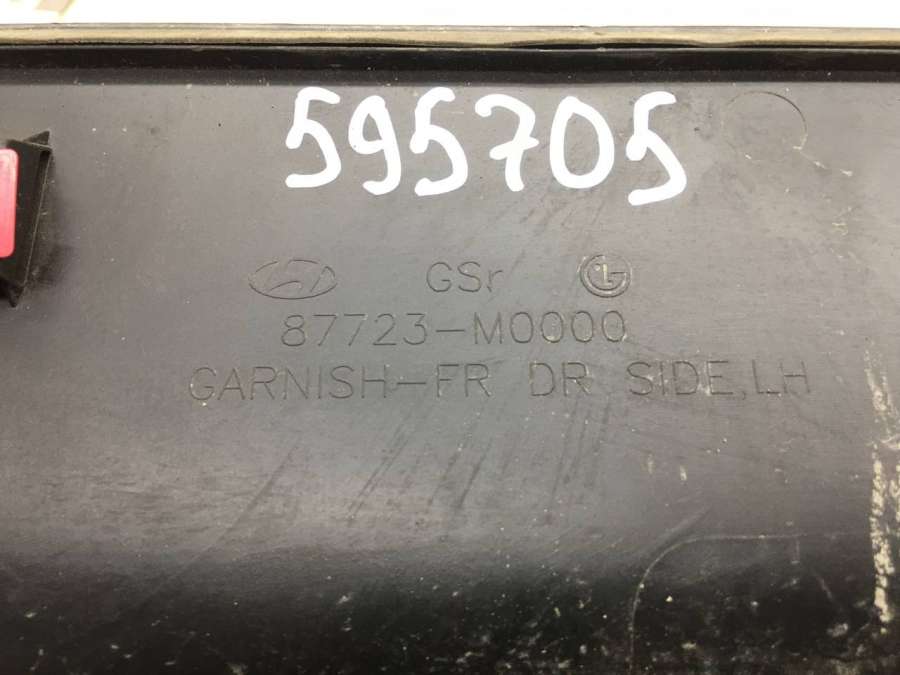 595705
GSr
87723-M0000
GARNISH-FR DR SIDE,LH